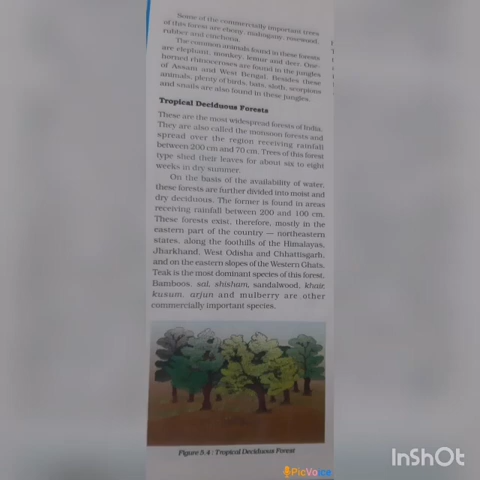 Some of the commercially important trees
of this forest are ebony, mahogany, rosewood,
rubber and cinchona.
The common animals found in these forests
are elephant, monkey, lemur and deer. One-
horned rhinoceroses are found in the jungles
of Assam and West Bengal. Besides these
animals, plenty of birds, bats, sloth, scorpions
and snails are also found in these jungles.
Tropical Deciduous Forests
These are the most widespread forests of India.
They are also called the monsoon forests and
spread over the region receiving rainfall
between 200 cm and 70 cm. Trees of this forest
type shed their leaves for about six to eight
weeks in dry summer.
On the basis of the availability of water,
these forests are further divided into moist and
dry deciduous. The former is found in areas
receiving rainfall between 200 and 100 cm.
These forests exist, therefore, mostly in the
eastern part of the country — northeastern
states, along the foothills of the Himalayas,
Jharkhand, West Odisha and Chhattisgarh,
and on the eastern slopes of the Western Ghats.
Teak is the most dominant species of this forest.
Bamboos, sal, shisham, sandalwood, khair,
kusum, arjun and mulberry are other
commercially important species.
Figure 5.4 : Tropical Deciduous Forest
InShOt
PicVoice